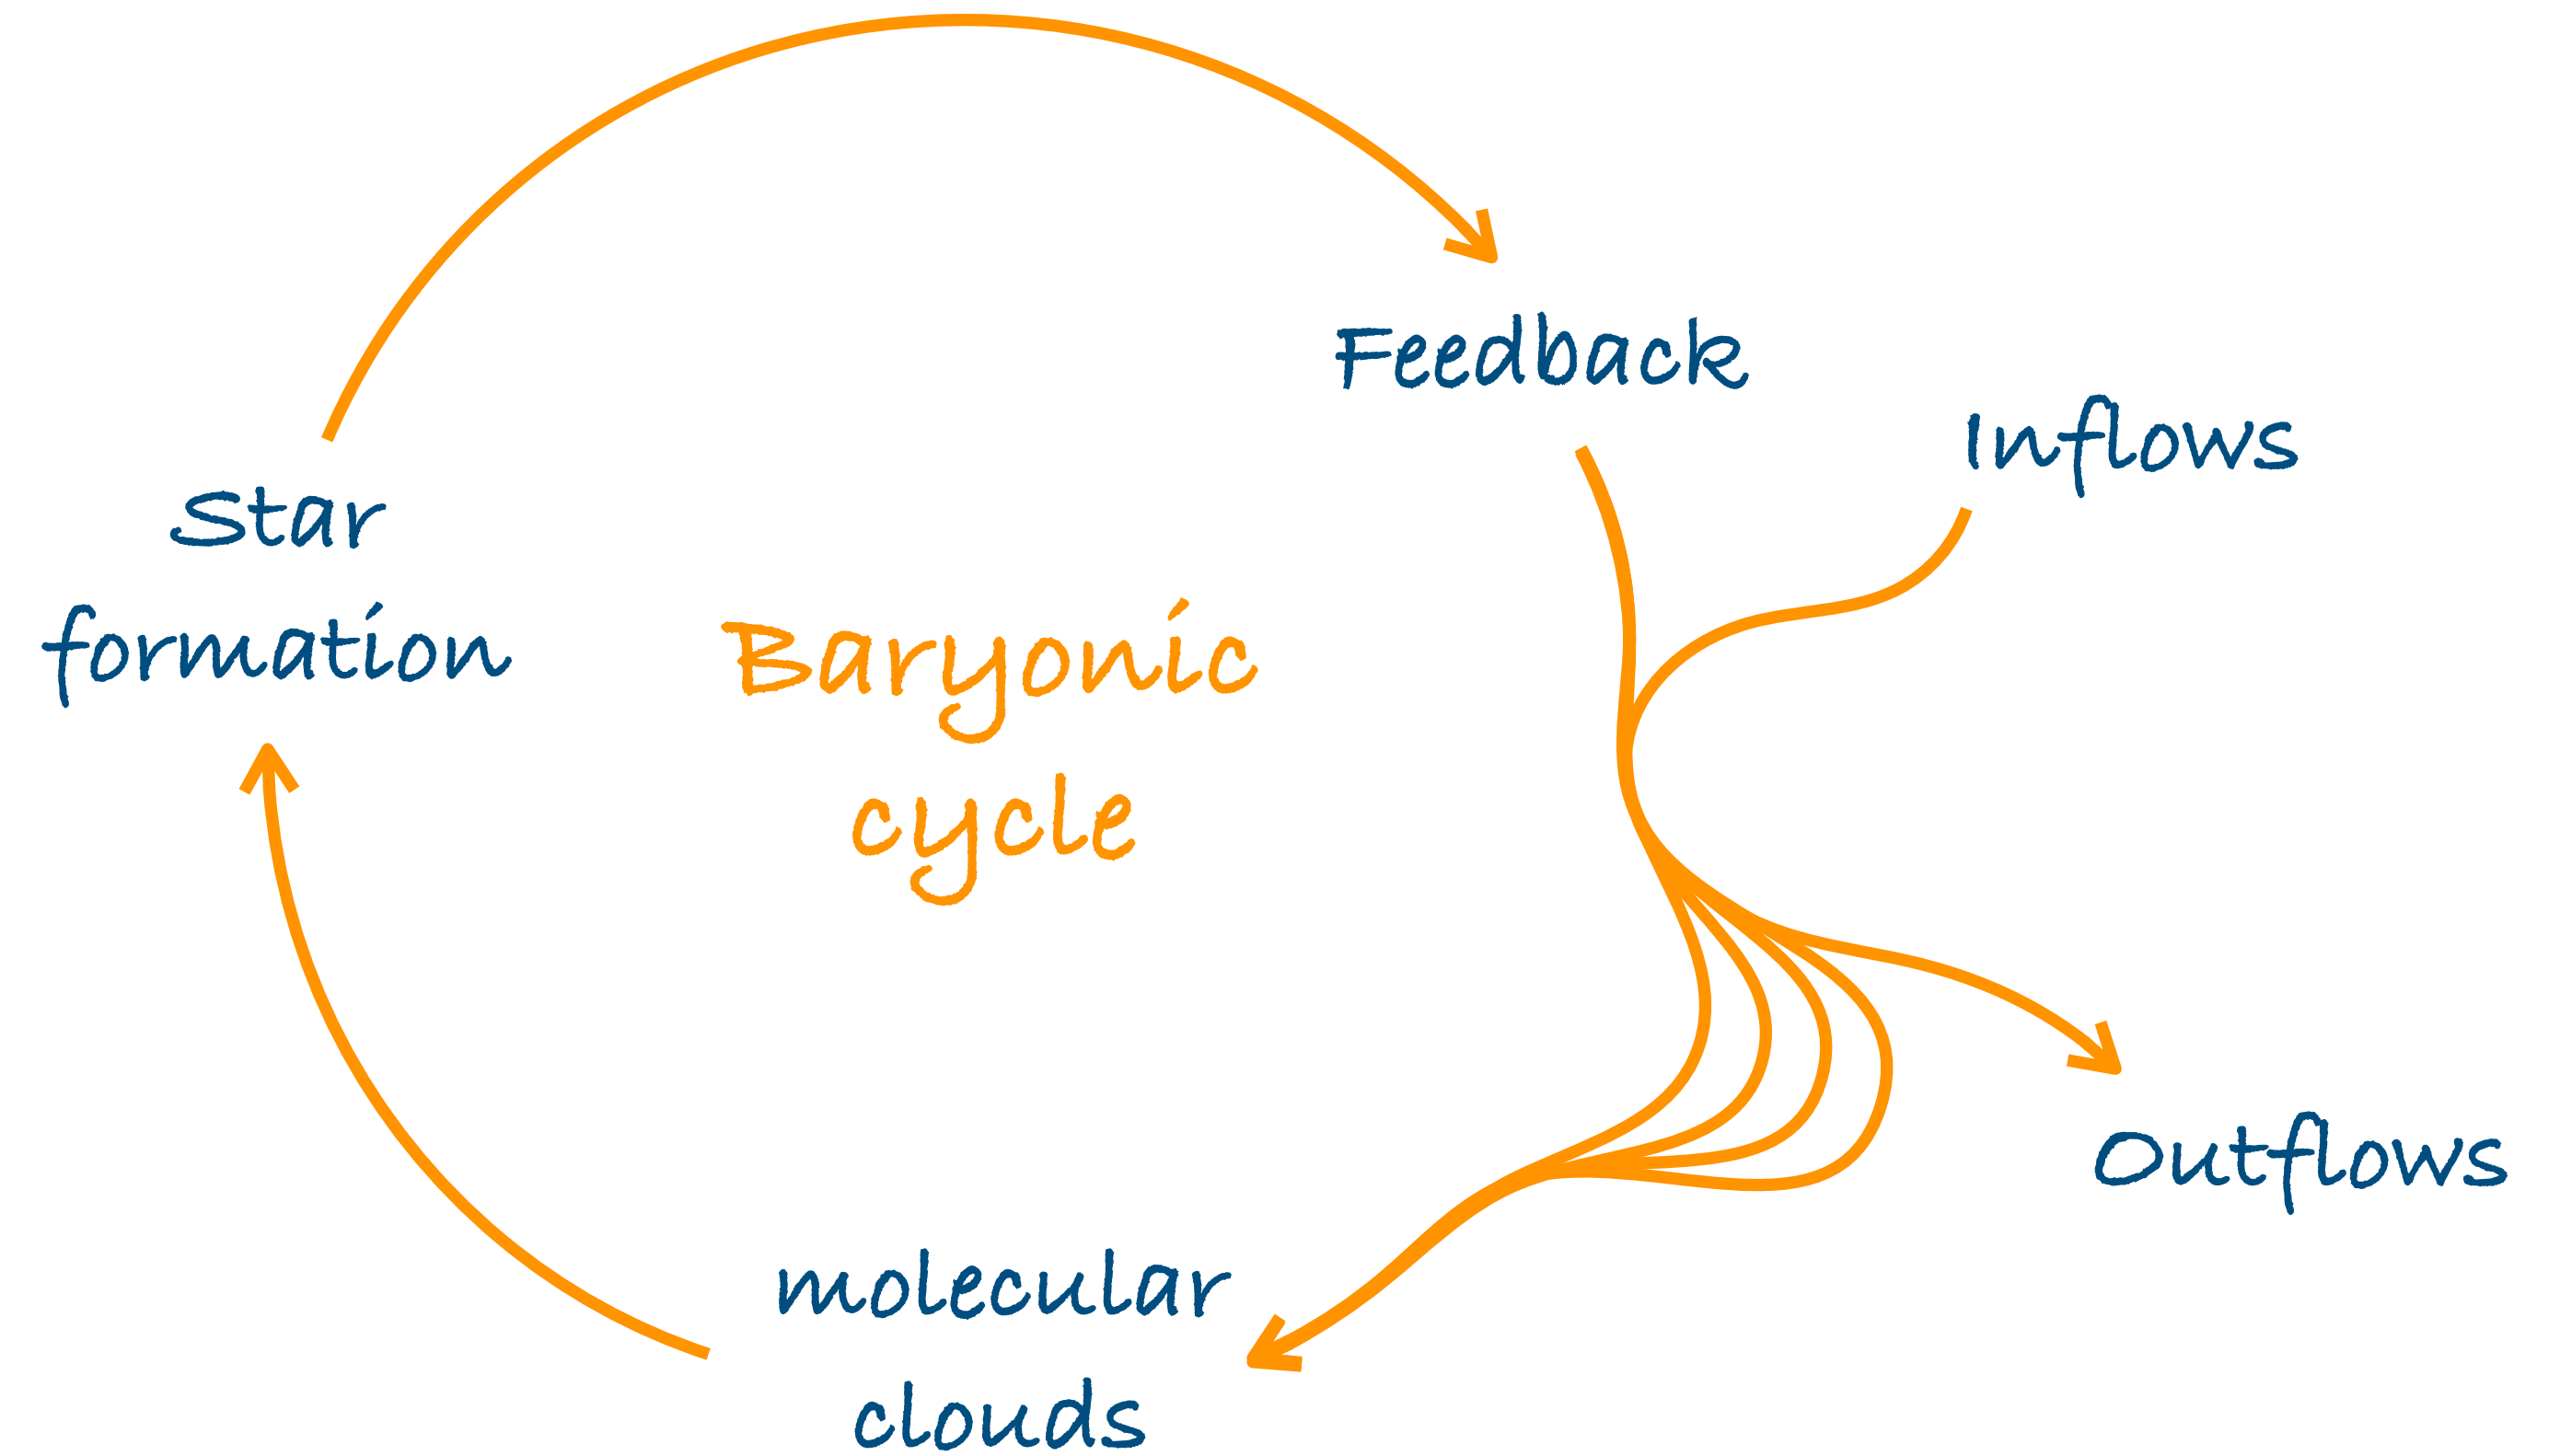 Feedback
Inflows
Star
formation
Baryonic
cycle
Outflows
molecular
clouds